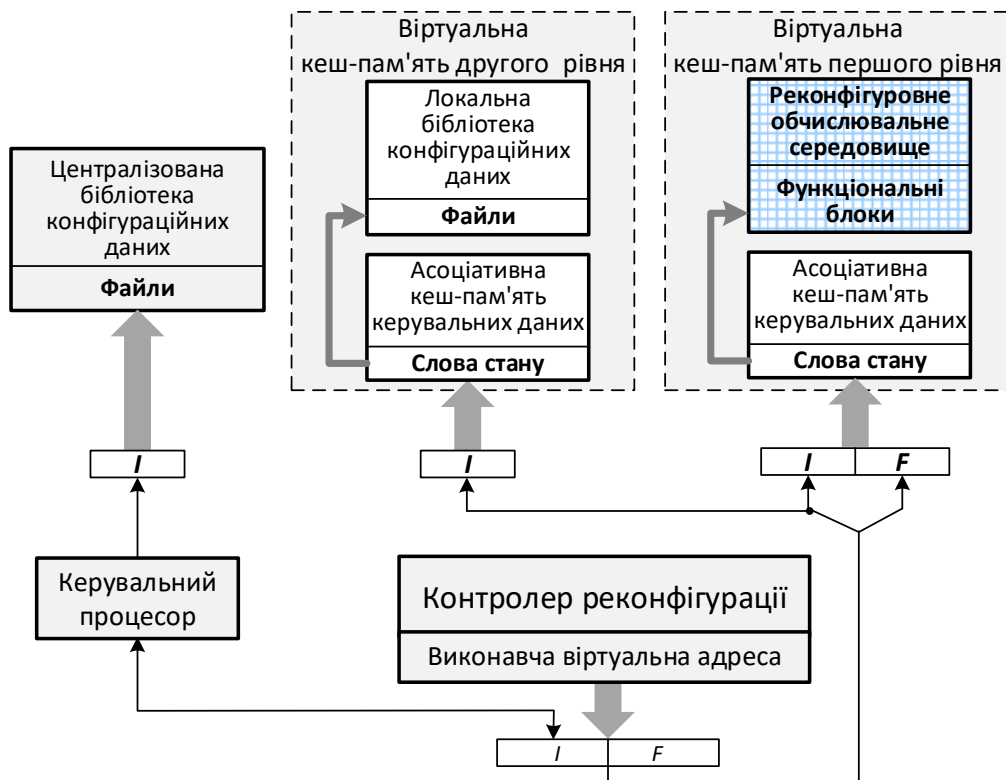 Віртуальна
кеш-пам'ять другого рівня
Локальна
бібліотека
конфігураційних
даних
Файли
Асоціативна
кеш-пам'ять
керувальних даних
Слова стану
I
Віртуальна
кеш-пам'ять першого рівня
Реконфігуровне
обчислювальне
середовище
Функціональні
блоки
Асоціативна
кеш-пам'ять
керувальних даних
Слова стану
I F
Централізована
бібліотека
конфігураційних
даних
Файли
I
Керувальний
процесор
Контролер реконфігурації
Виконавча віртуальна адреса
I F